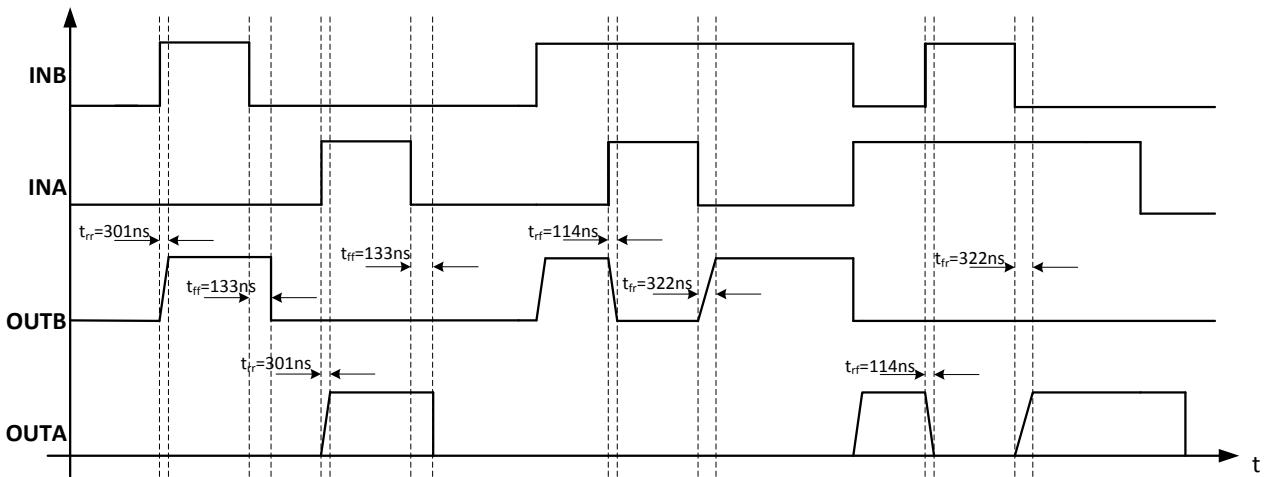 INB
INA
t_rr=301ns
t_ff=133ns
t_rf=114ns
t_fr=322ns
t_ff=133ns
t_fr=322ns
OUTB
t_rr=301ns
t_rf=114ns
OUTA
t